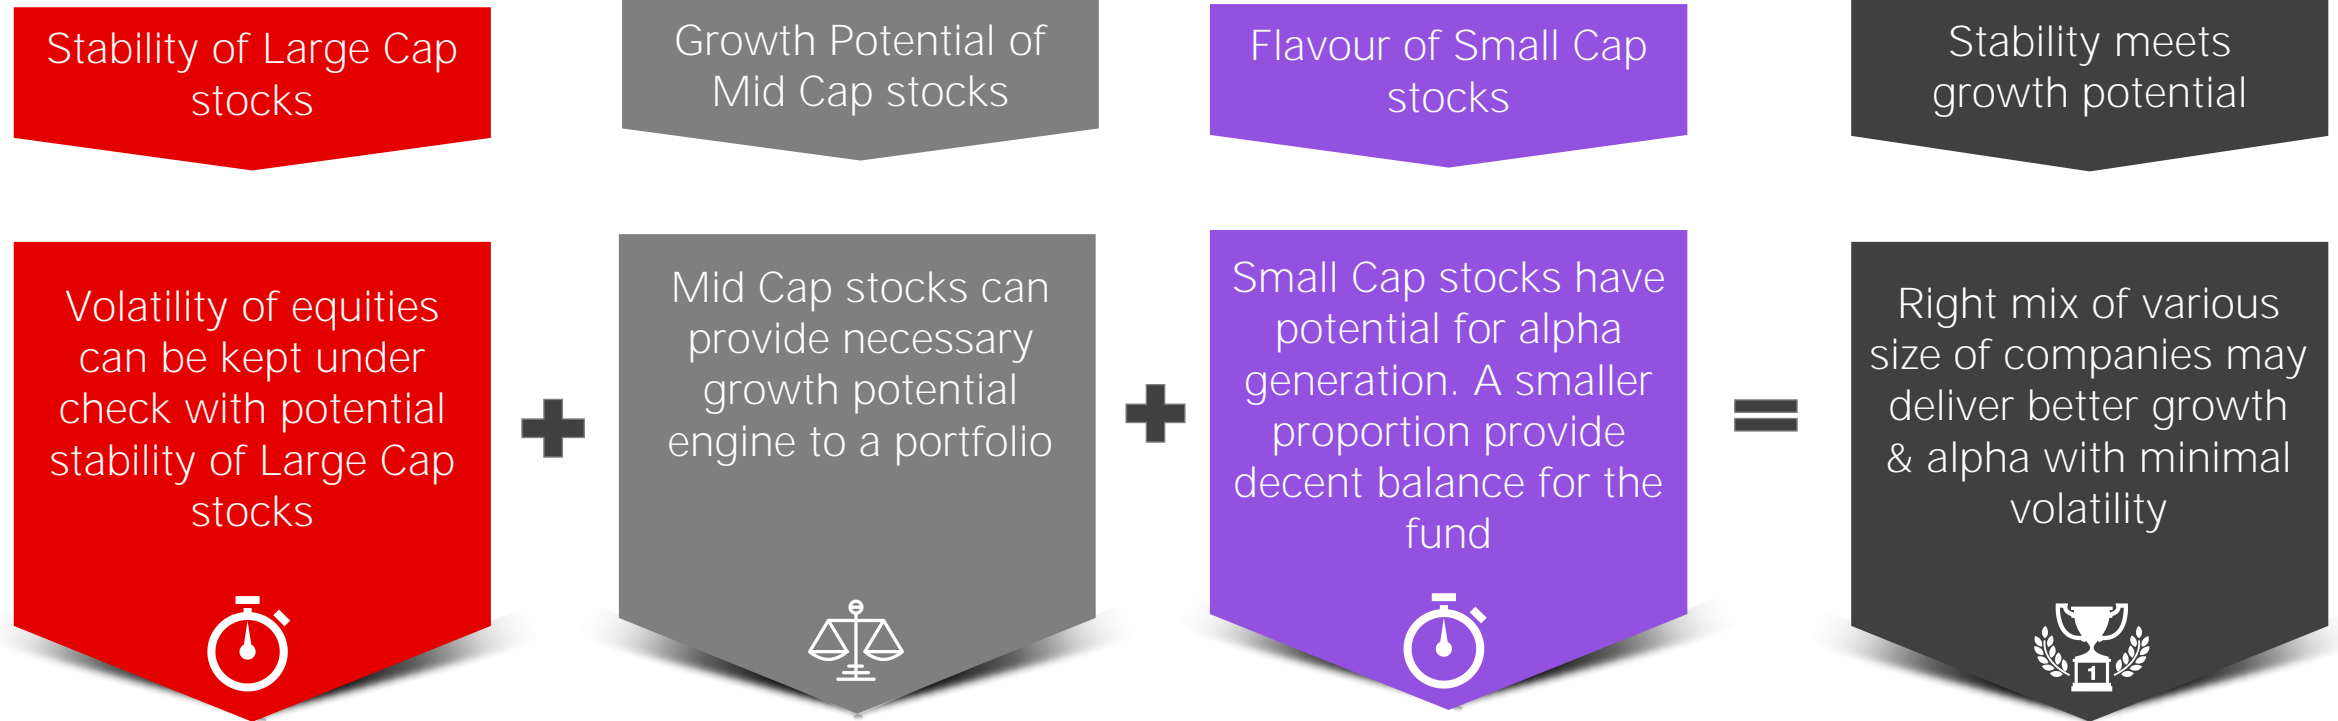 Stability of Large Cap
stocks
Growth Potential of
Mid Cap stocks
Flavour of Small Cap
stocks
Stability meets
growth potential
Volatility of equities
can be kept under
check with potential
stability of Large Cap
stocks
Mid Cap stocks can
provide necessary
growth potential
engine to a portfolio
Small Cap stocks have
potential for alpha
generation. A smaller
proportion provide
decent balance for the
fund
Right mix of various
size of companies may
deliver better growth
& alpha with minimal
volatility
1